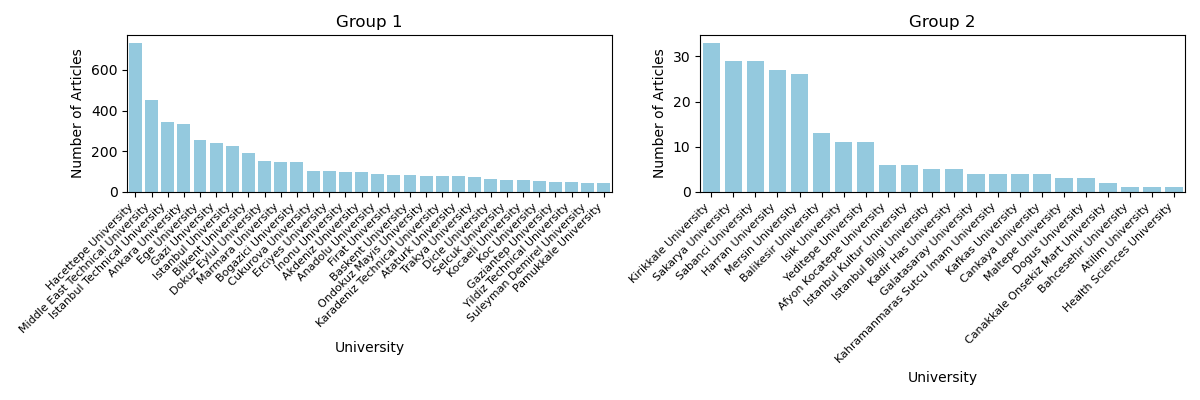 Group 1
Number of Articles
600
400
200
0
Hacettepe University
Middle East Technical University
Istanbul Technical University
Ankara University
Ege University
Gazi University
Istanbul University
Bilkent University
Dokuz Eylul University
Marmara University
Bogazici University
Cukurova University
Erciyes University
Inonu University
Akdeniz University
Anadolu University
Firat University
Baskent University
Ondokuz Mayis University
Karadeniz Technical University
Ataturk University
Trakya University
Dicle University
Selcuk University
Kocaeli University
Koc University
Gaziantep University
Yildiz Technical University
Suleyman Demirel University
Pamukkale University
University
Group 2
Number of Articles
30
20
10
0
Kirikkale University
Sakarya University
Sabanci University
Harran University
Mersin University
Balikesir University
Isik University
Yeditepe University
Afyon Kocatepe University
Istanbul Kultur University
Istanbul Bilgi University
Kadir Has University
Galatasaray University
Kahramanmaras Sutcu Imam University
Kafkas University
Cankaya University
Maltepe University
Dogus University
Canakkale Onsekiz Mart University
Bahcesehir University
Atilim University
Health Sciences University
University